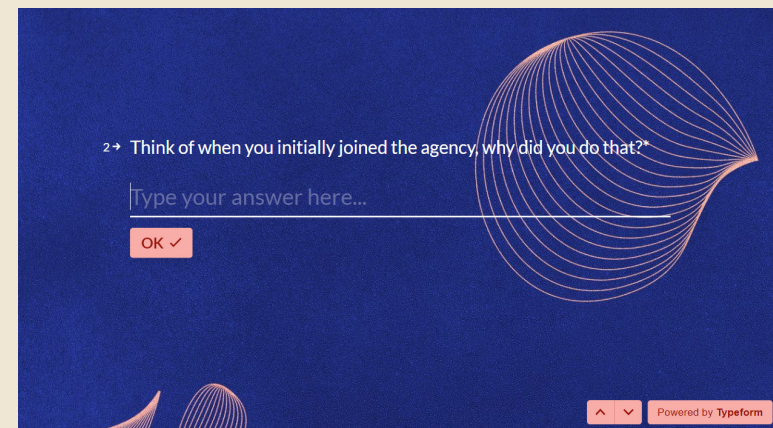 2→ Think of when you initially joined the agency, why did you do that?*
Type your answer here...
OK ✓
Powered by Typeform